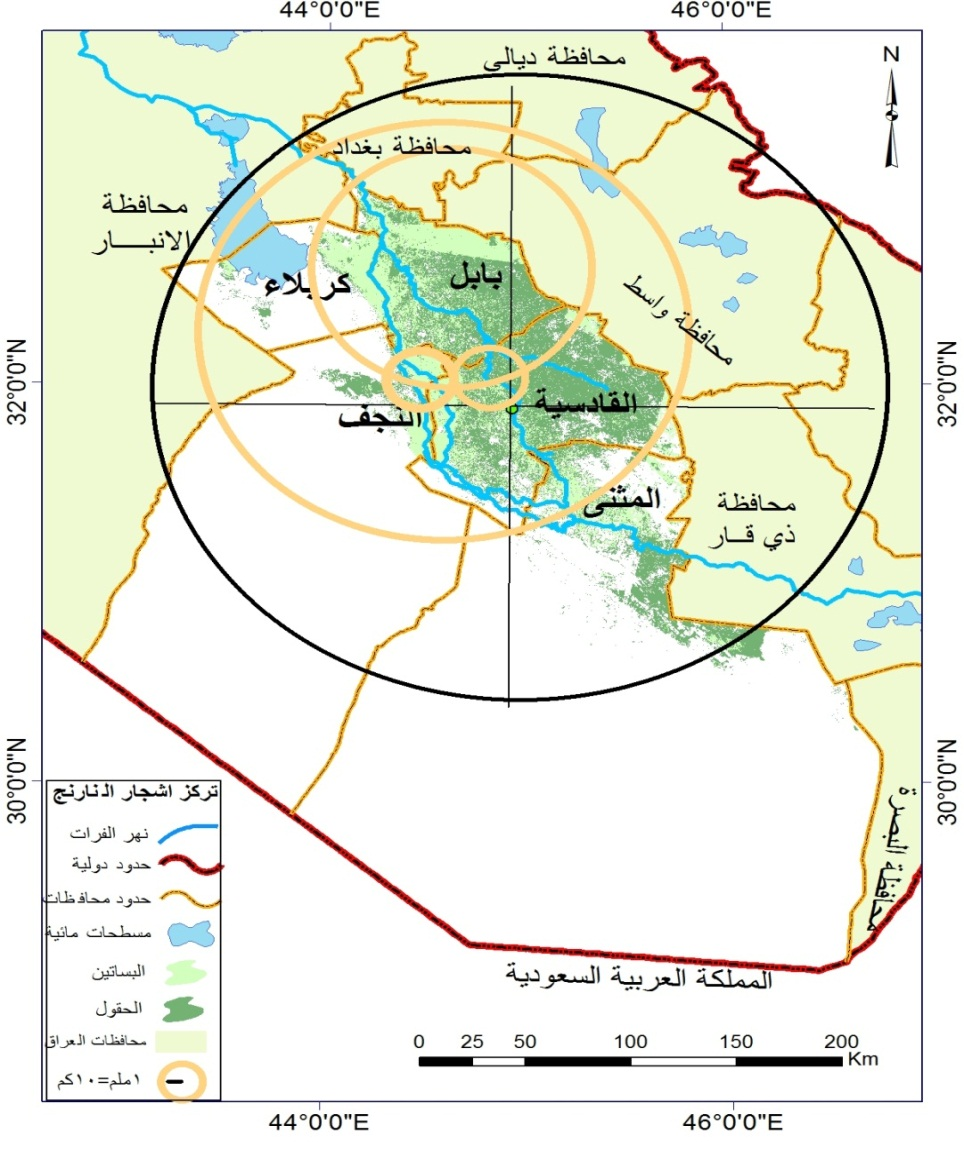 44°0'0"E 46°0'0"E
محافظة ديالى
N
محافظة بغداد
محافظة
الانبـــــار
كربلاء
بابل
محافظة واسط
32°0'0"N
32°0'0"N
القادسية
النجف
المثنى
محافظة
ذي قـــار
30°0'0"N
30°0'0"N
محافظة البصرة
تركز اشجار النارنج
نهر الفرات
حدود دولية
حدود محافظات
مسطحات مائية
البساتين
الحقول
محافظات العراق
١ملم=١٠كم
المملكة العربية السعودية
0 25 50 100 150 200
Km
44°0'0"E 46°0'0"E